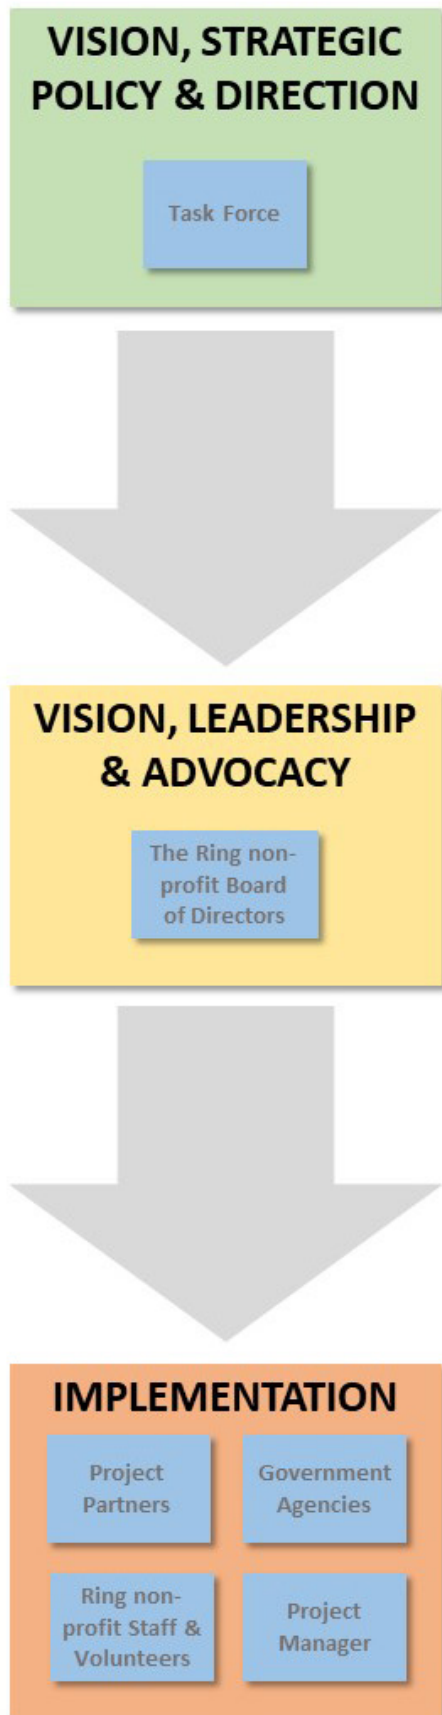 VISION, STRATEGIC
POLICY & DIRECTION
Task Force
VISION, LEADERSHIP
& ADVOCACY
The Ring non-
profit Board
of Directors
IMPLEMENTATION
Project
Partners
Government
Agencies
Ring non-
profit Staff &
Volunteers
Project
Manager